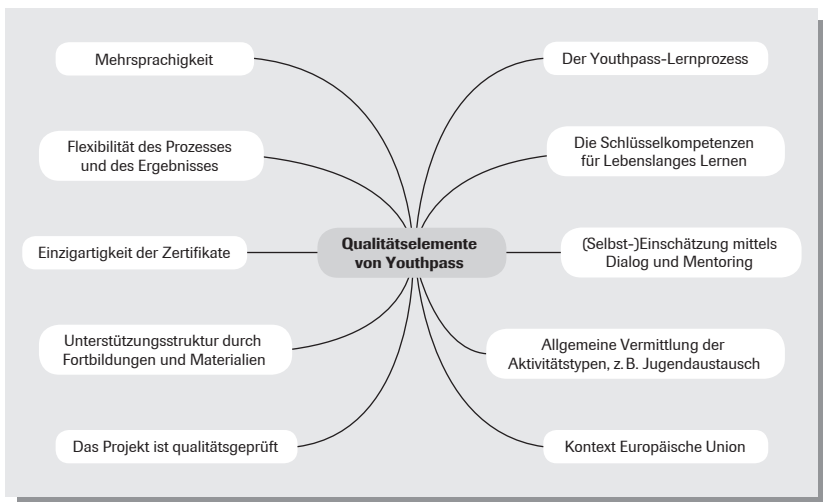 Mehrsprachigkeit
Flexibilität des Prozesses
und des Ergebnisses
Einzigartigkeit der Zertifikate
Unterstützungsstruktur durch
Fortbildungen und Materialien
Das Projekt ist qualitätsgeprüft
Qualitätselemente
von Youthpass
Der Youthpass-Lernprozess
Die Schlüsselkompetenzen
für Lebenslanges Lernen
(Selbst-)Einschätzung mittels
Dialog und Mentoring
Allgemeine Vermittlung der
Aktivitätstypen, z. B. Jugendaustausch
Kontext Europäische Union